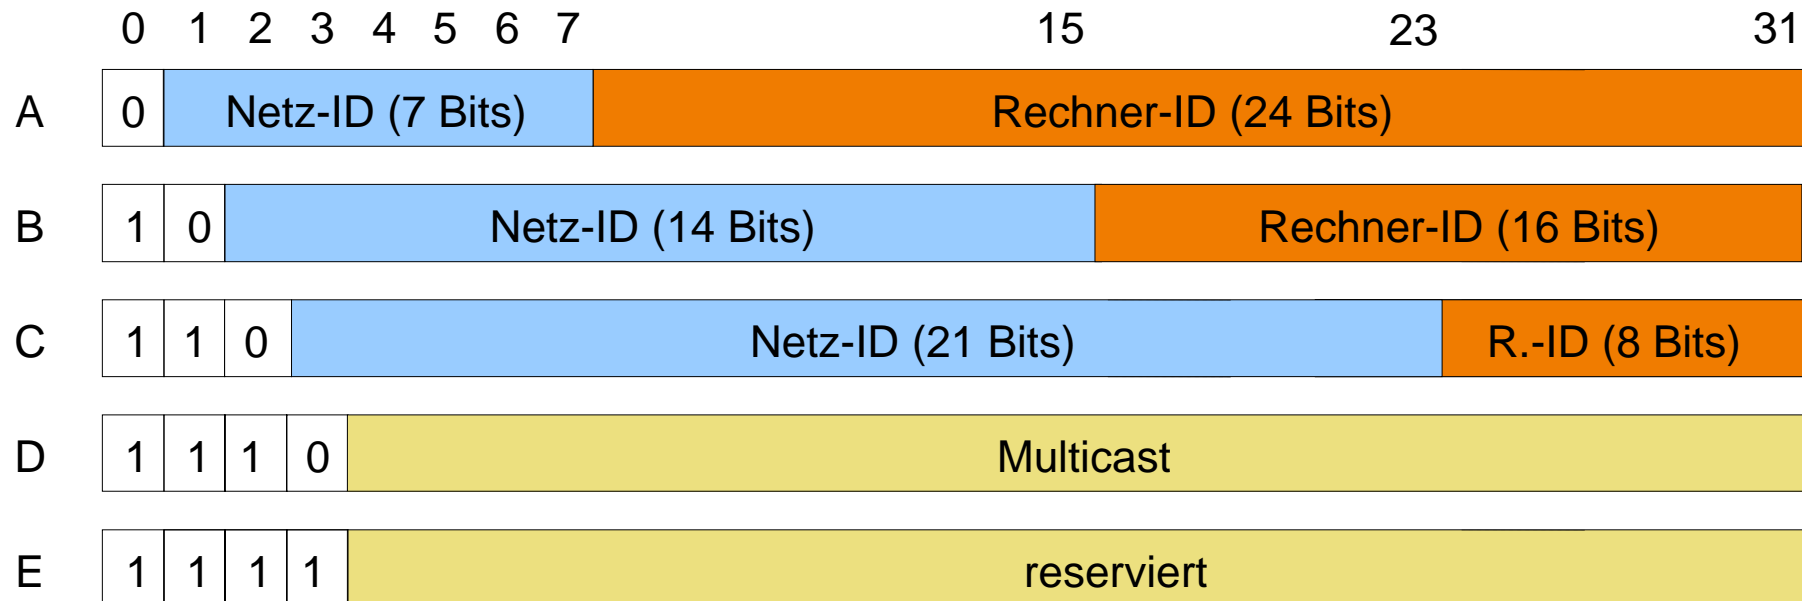 0 1 2 3 4 5 6 7 15 23 31
A 0 Netz-ID (7 Bits) Rechner-ID (24 Bits)
B 1 0 Netz-ID (14 Bits) Rechner-ID (16 Bits)
C 1 1 0 Netz-ID (21 Bits) R.-ID (8 Bits)
D 1 1 1 0 Multicast
E 1 1 1 1 reserviert